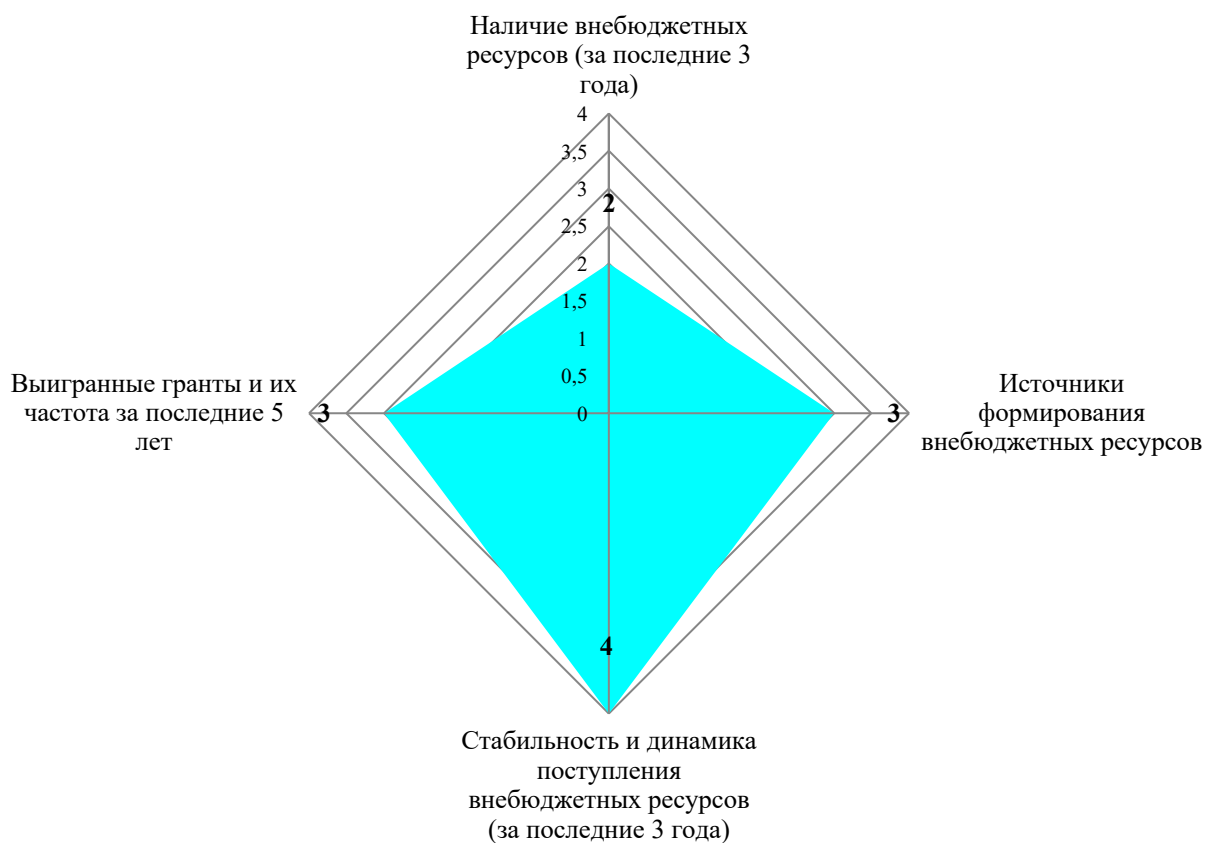 Наличие внебюджетных
ресурсов (за последние 3
года)
4
3,5
3
2
2,5
2
1,5
1
0,5
0
Выигранные гранты и их
частота за последние 5
лет
3
3
Источники
формирования
внебюджетных ресурсов
4
Стабильность и динамика
поступления
внебюджетных ресурсов
(за последние 3 года)